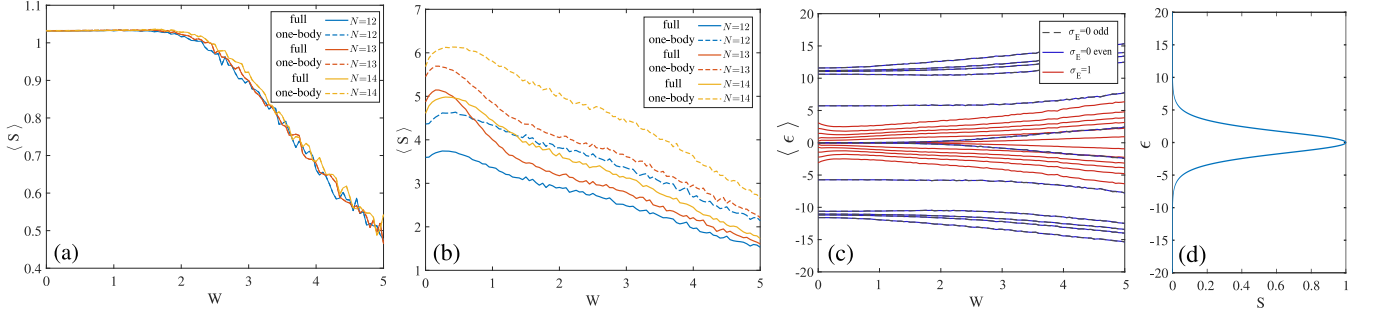 1.1
1
0.9
0.8
0.7
0.6
0.5
0.4
0
1
2
3
4
5
⟨ S ⟩
W
(a)
full N=12
one-body N=12
full N=13
one-body N=13
full N=14
one-body N=14
7
6
5
4
3
2
1
0
1
2
3
4
5
⟨ S ⟩
W
(b)
full N=12
one-body N=12
full N=13
one-body N=13
full N=14
one-body N=14
20
15
10
5
0
-5
-10
-15
-20
0
1
2
3
4
5
⟨ ϵ ⟩
W
(c)
σE=0 odd
σE=0 even
σE=1
20
15
10
5
0
-5
-10
-15
-20
0
0.2
0.4
0.6
0.8
1
ϵ
S
(d)